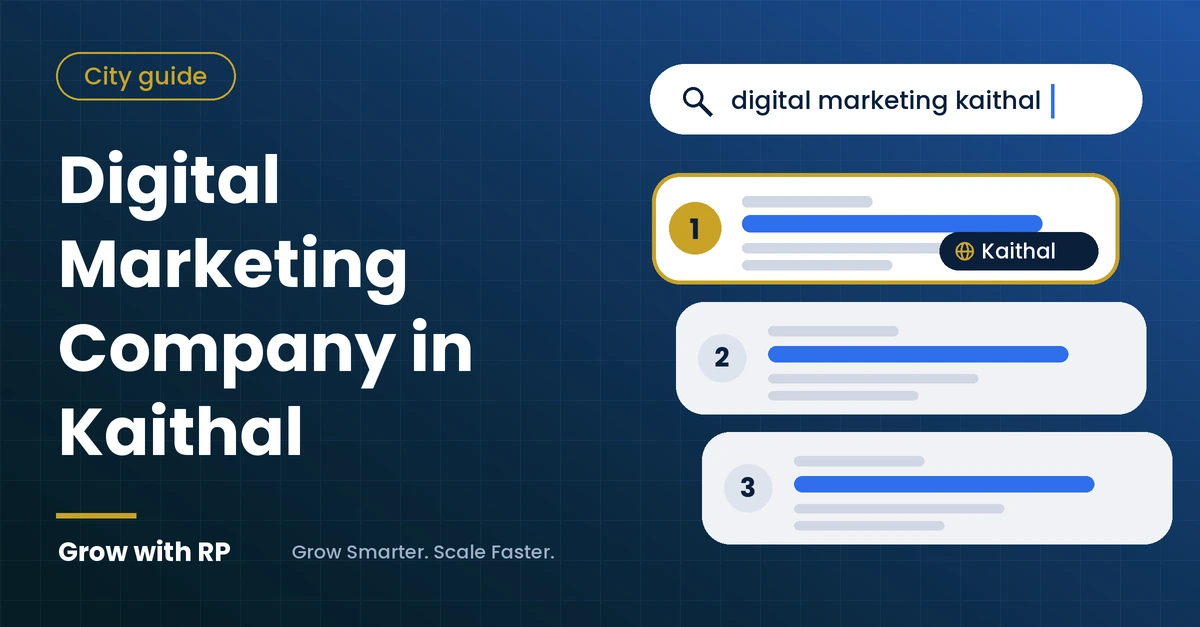 City guide
Digital
Marketing
Company in
Kaithal
Grow with RP
Grow Smarter. Scale Faster.
digital marketing kaithal
1
Kaithal
2
3